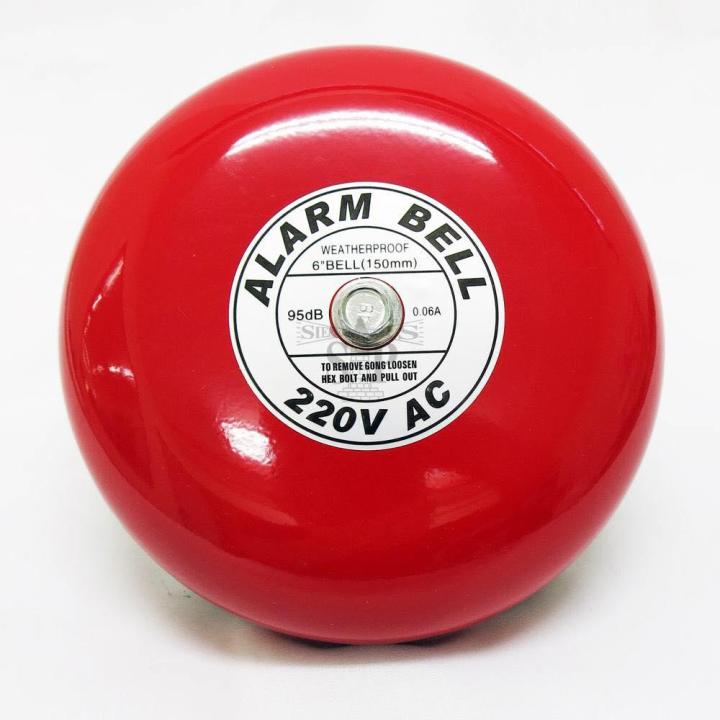 ALARM BELL
WEATHERPROOF
6"BELL(150mm)
95dB 0.06A
TO REMOVE GONG LOOSEN
HEX BOLT AND PULL OUT
220V AC